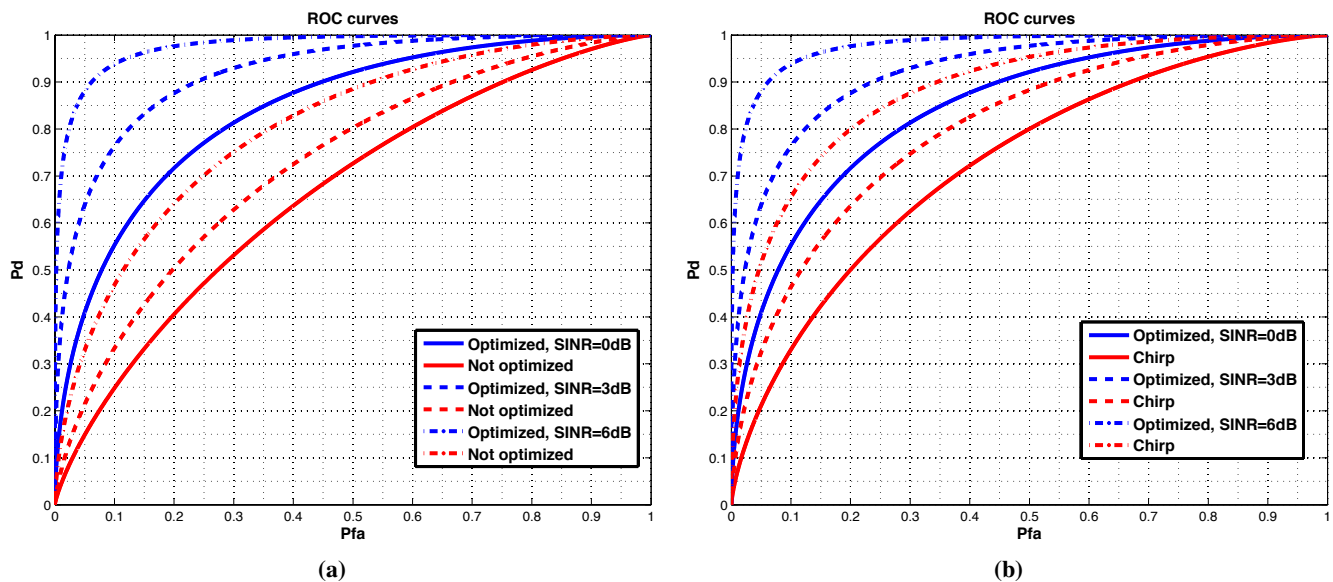 ROC curves
1
0.9
0.8
0.7
0.6
0.5
0.4
0.3
0.2
0.1
0
Pd
Optimized, SINR=0dB
Not optimized
Optimized, SINR=3dB
Not optimized
Optimized, SINR=6dB
Not optimized
0 0.1 0.2 0.3 0.4 0.5 0.6 0.7 0.8 0.9 1
Pfa
(a)
ROC curves
1
0.9
0.8
0.7
0.6
0.5
0.4
0.3
0.2
0.1
0
Pd
Optimized, SINR=0dB
Chirp
Optimized, SINR=3dB
Chirp
Optimized, SINR=6dB
Chirp
0 0.1 0.2 0.3 0.4 0.5 0.6 0.7 0.8 0.9 1
Pfa
(b)